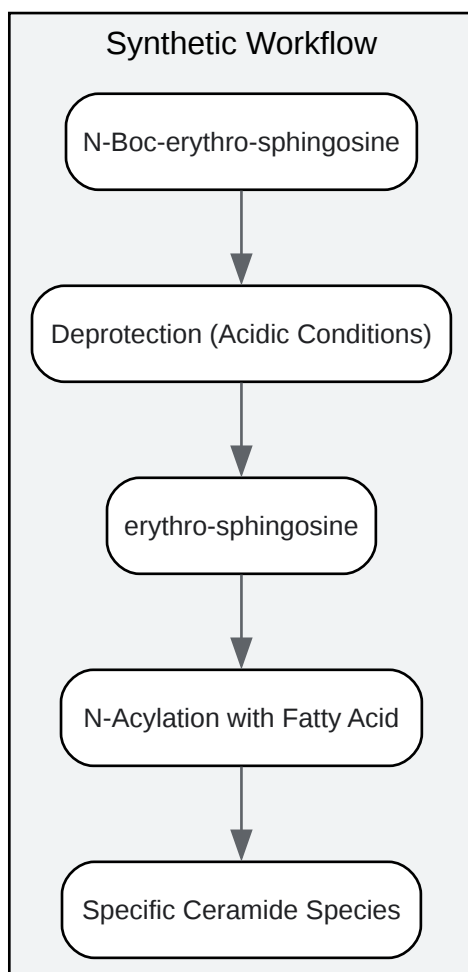 Synthetic Workflow
N-Boc-erythro-sphingosine
Deprotection (Acidic Conditions)
erythro-sphingosine
N-Acylation with Fatty Acid
Specific Ceramide Species